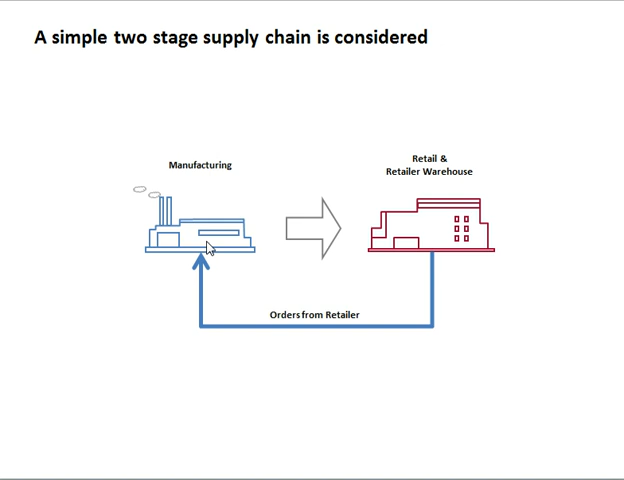 A simple two stage supply chain is considered
Manufacturing
Retail &
Retailer Warehouse
Orders from Retailer